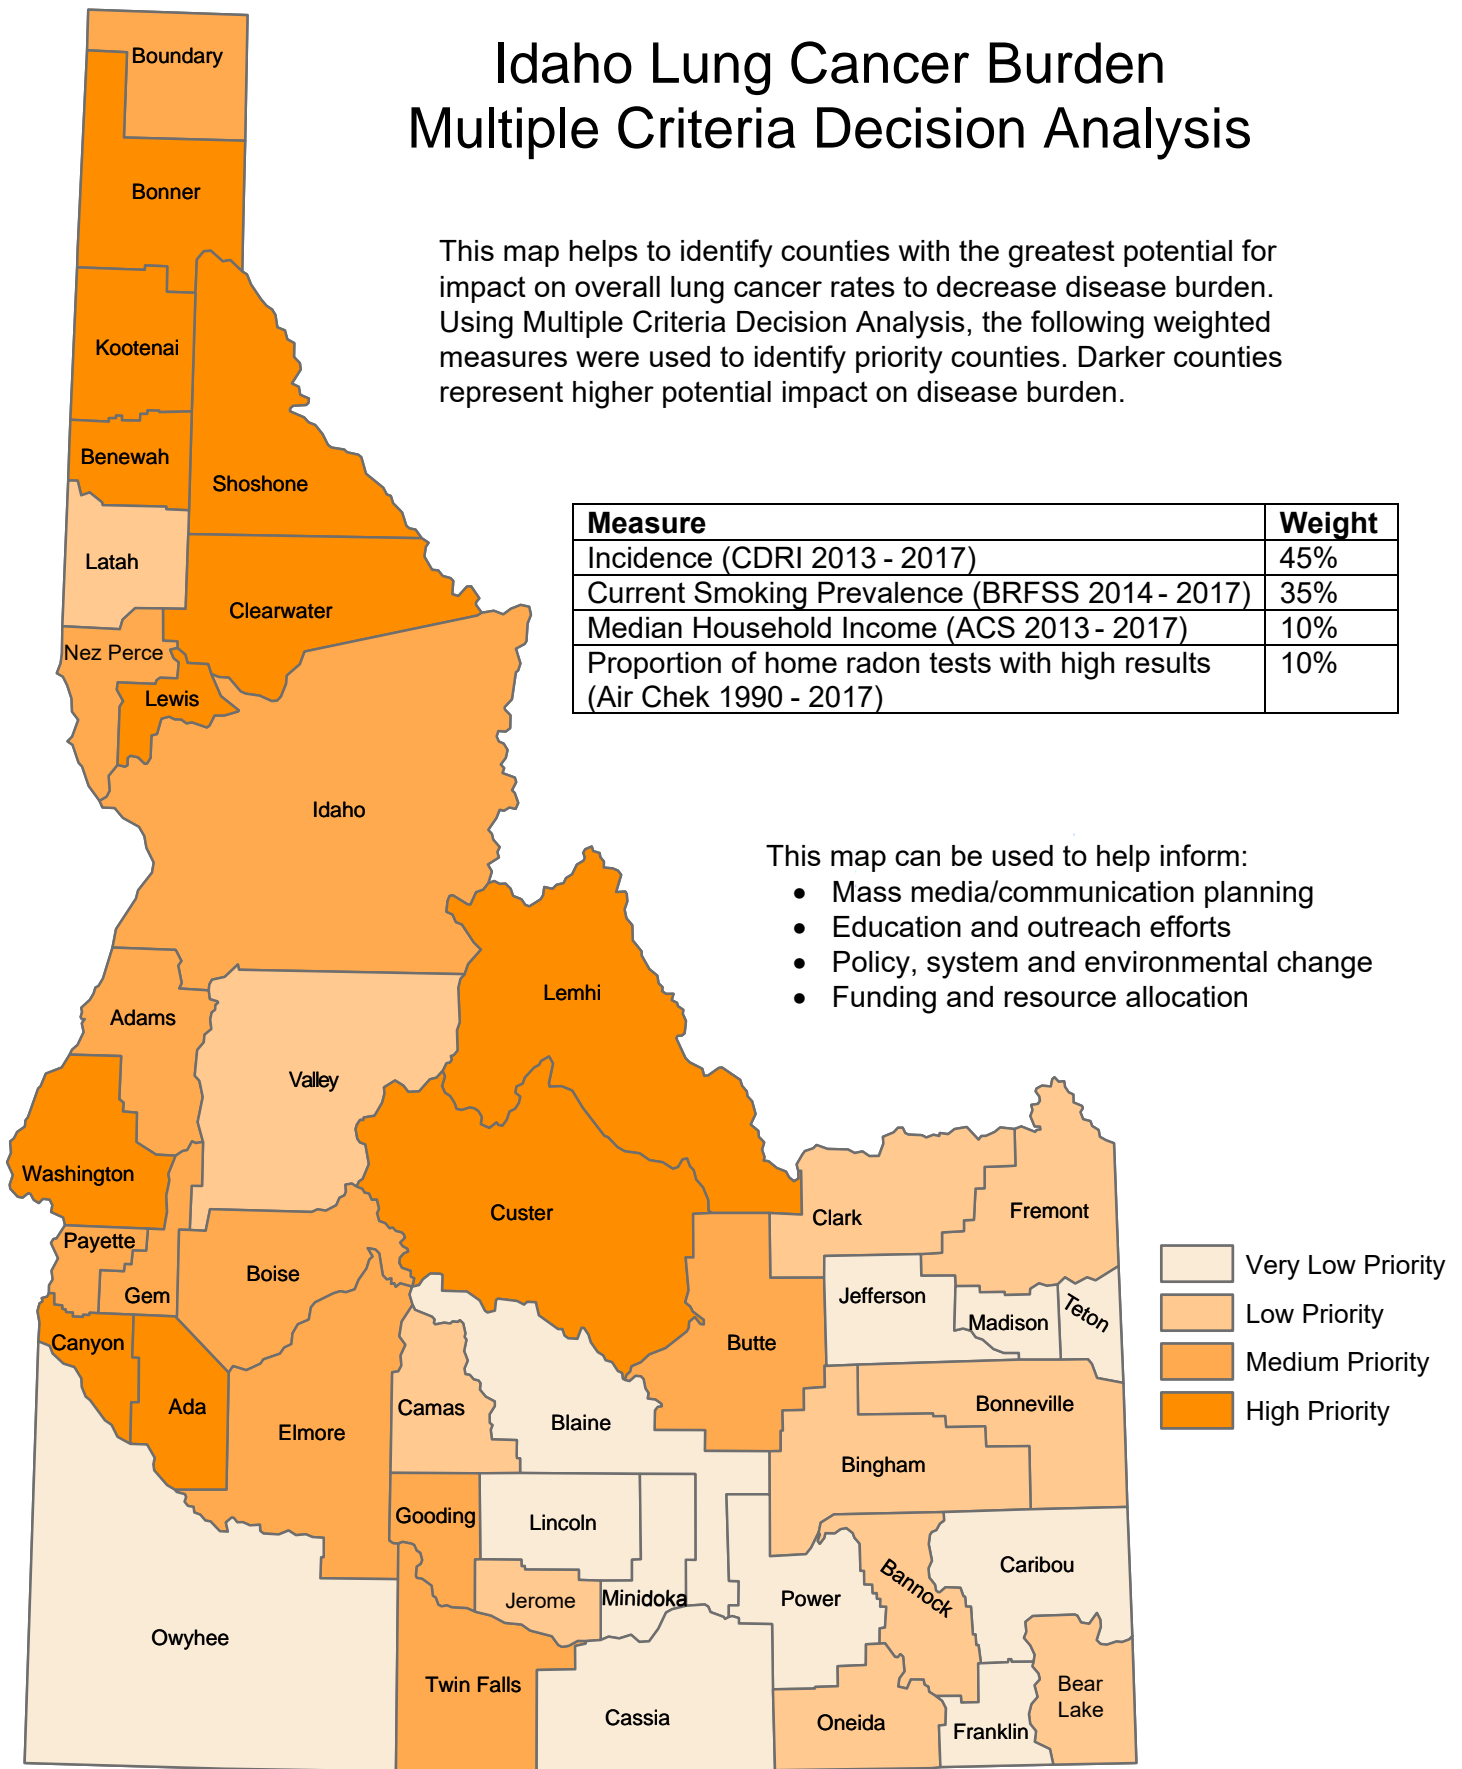 Idaho Lung Cancer Burden
Multiple Criteria Decision Analysis
This map helps to identify counties with the greatest potential for
impact on overall lung cancer rates to decrease disease burden.
Using Multiple Criteria Decision Analysis, the following weighted
measures were used to identify priority counties. Darker counties
represent higher potential impact on disease burden.
Measure Weight
Incidence (CDRI 2013 - 2017) 45%
Current Smoking Prevalence (BRFSS 2014 - 2017) 35%
Median Household Income (ACS 2013 - 2017) 10%
Proportion of home radon tests with high results 10%
(Air Chek 1990 - 2017)
This map can be used to help inform:
• Mass media/communication planning
• Education and outreach efforts
• Policy, system and environmental change
• Funding and resource allocation
Boundary
Bonner
Kootenai
Benewah
Shoshone
Latah
Clearwater
Nez Perce
Lewis
Idaho
Lemhi
Adams
Valley
Washington
Custer
Clark
Fremont
Payette
Boise
Gem
Jefferson
Madison
Teton
Canyon
Butte
Ada
Camas
Bonneville
Blaine
Elmore
Bingham
Gooding
Lincoln
Caribou
Bannock
Jerome
Minidoka
Power
Owyhee
Twin Falls
Bear
Lake
Cassia
Oneida
Franklin
Very Low Priority
Low Priority
Medium Priority
High Priority